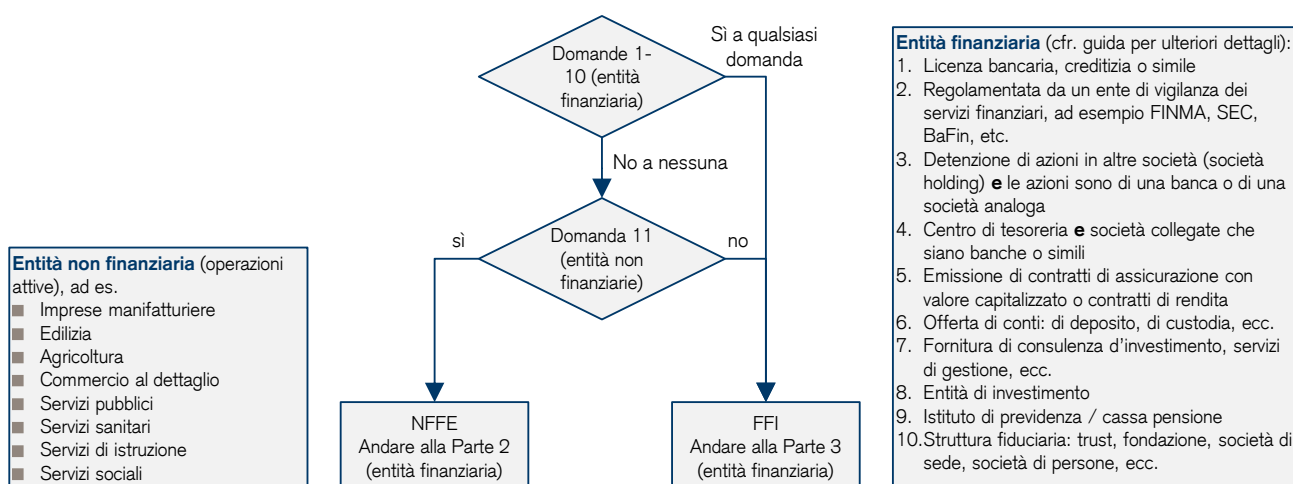 Domande 1-
10 (entità
finanziaria)
Sì a qualsiasi
domanda
No a nessuna
Domanda 11
(entità non
finanziarie)
sì
no
NFFE
Andare alla Parte 2
(entità finanziaria)
FFI
Andare alla Parte 3
(entità finanziaria)
Entità non finanziaria (operazioni
attive), ad es.
■ Imprese manifatturiere
■ Edilizia
■ Agricoltura
■ Commercio al dettaglio
■ Servizi pubblici
■ Servizi sanitari
■ Servizi di istruzione
■ Servizi sociali
Entità finanziaria (cfr. guida per ulteriori dettagli):
1. Licenza bancaria, creditizia o simile
2. Regolamentata da un ente di vigilanza dei
servizi finanziari, ad esempio FINMA, SEC,
BaFin, etc.
3. Detenzione di azioni in altre società (società
holding) e le azioni sono di una banca o di una
società analoga
4. Centro di tesoreria e società collegate che
siano banche o simili
5. Emissione di contratti di assicurazione con
valore capitalizzato o contratti di rendita
6. Offerta di conti: di deposito, di custodia, ecc.
7. Fornitura di consulenza d'investimento, servizi
di gestione, ecc.
8. Entità di investimento
9. Istituto di previdenza / cassa pensione
10.Struttura fiduciaria: trust, fondazione, società di
sede, società di persone, ecc.